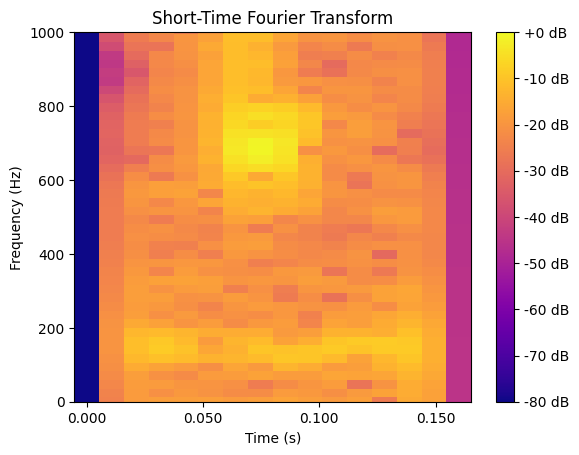 Short-Time Fourier Transform
1000
800
600
400
200
0
Frequency (Hz)
0.000
0.050
0.100
0.150
Time (s)
+0 dB
-10 dB
-20 dB
-30 dB
-40 dB
-50 dB
-60 dB
-70 dB
-80 dB